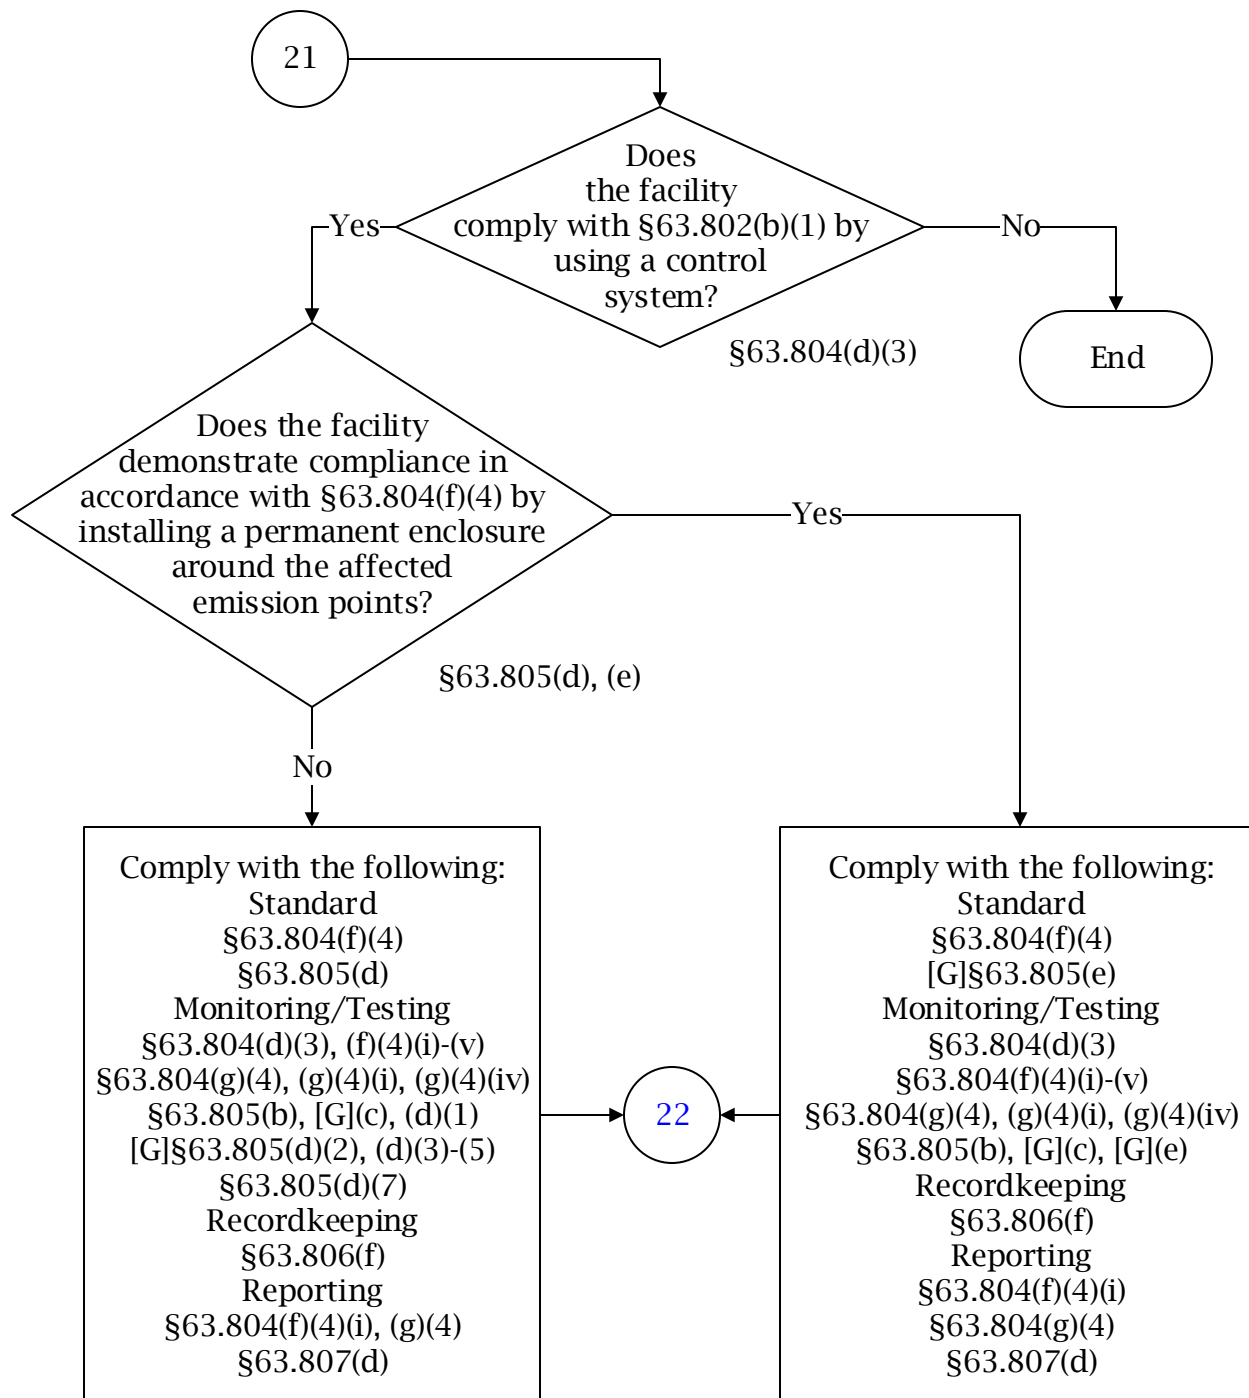 21
Does
the facility
comply with §63.802(b)(1) by
using a control
system?
Yes
No
§63.804(d)(3)
End
Does the facility
demonstrate compliance in
accordance with §63.804(f)(4) by
installing a permanent enclosure
around the affected
emission points?
Yes
§63.805(d), (e)
No
Comply with the following:
Standard
§63.804(f)(4)
§63.805(d)
Monitoring/Testing
§63.804(d)(3), (f)(4)(i)-(v)
§63.804(g)(4), (g)(4)(i), (g)(4)(iv)
§63.805(b), [G](c), (d)(1)
[G]§63.805(d)(2), (d)(3)-(5)
§63.805(d)(7)
Recordkeeping
§63.806(f)
Reporting
§63.804(f)(4)(i), (g)(4)
§63.807(d)
22
Comply with the following:
Standard
§63.804(f)(4)
[G]§63.805(e)
Monitoring/Testing
§63.804(d)(3)
§63.804(f)(4)(i)-(v)
§63.804(g)(4), (g)(4)(i), (g)(4)(iv)
§63.805(b), [G](c), [G](e)
Recordkeeping
§63.806(f)
Reporting
§63.804(f)(4)(i)
§63.804(g)(4)
§63.807(d)